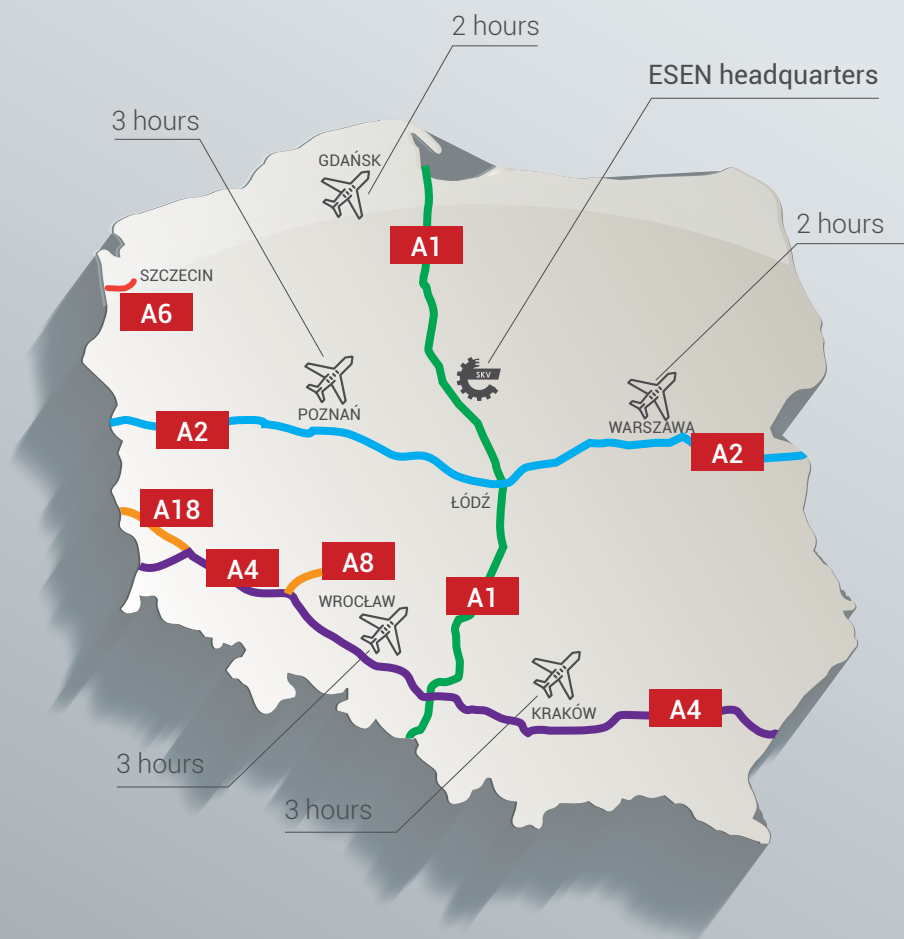 2 hours
ESEN headquarters
3 hours
GDAŃSK
2 hours
A1
SZCZECIN
A6
SKV
POZNAŃ
WARSZAWA
A2
A2
ŁÓDŹ
A18
A4
A8
A1
WROCŁAW
A4
KRAKÓW
3 hours
3 hours